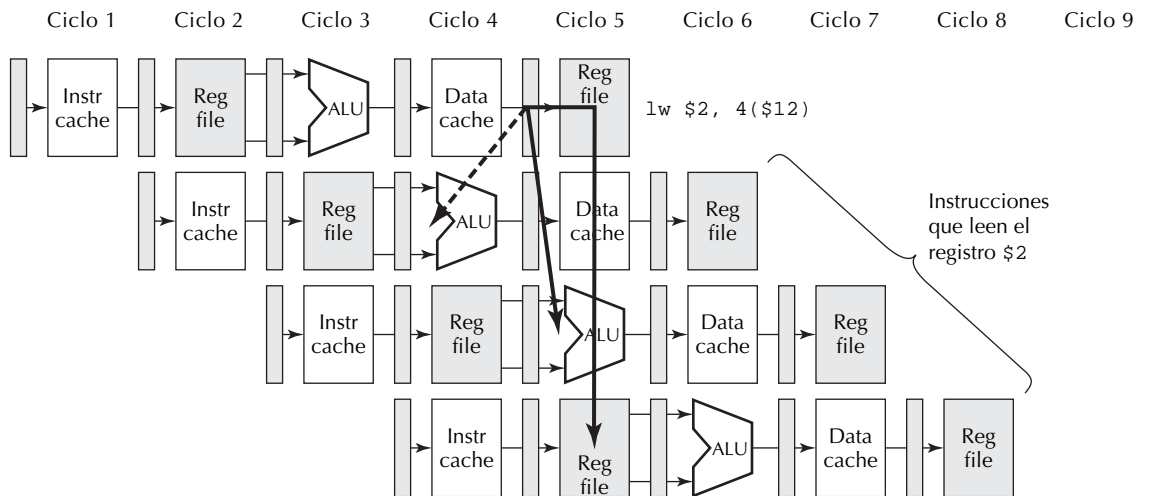 Ciclo 1 Ciclo 2 Ciclo 3 Ciclo 4 Ciclo 5 Ciclo 6 Ciclo 7 Ciclo 8 Ciclo 9
Instr
cache
Reg
file
ALU
Data
cache
Reg
file
lw $2, 4($12)
Instr
cache
Reg
file
ALU
Data
cache
Reg
file
Instrucciones
que leen el
registro $2
Instr
cache
Reg
file
ALU
Data
cache
Reg
file
Instr
cache
Reg
file
ALU
Data
cache
Reg
file